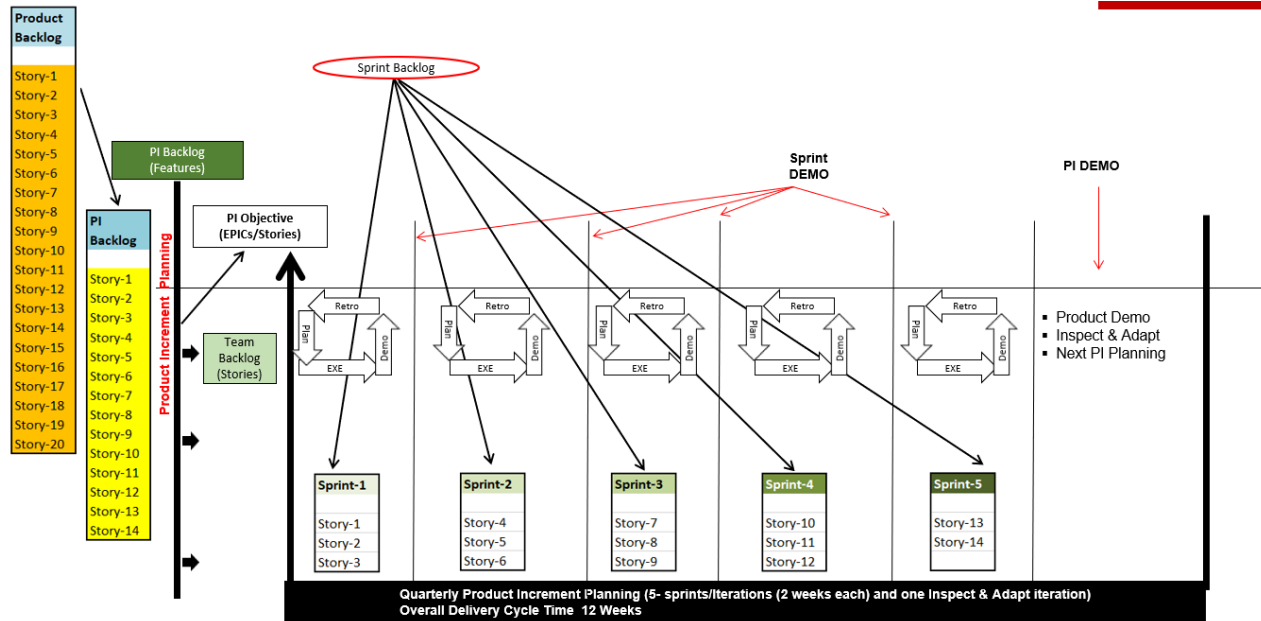 Product
Backlog
Story-1
Story-2
Story-3
Story-4
Story-5
Story-6
Story-7
Story-8
Story-9
Story-10
Story-11
Story-12
Story-13
Story-14
Story-15
Story-16
Story-17
Story-18
Story-19
Story-20
PI
Backlog
Story-1
Story-2
Story-3
Story-4
Story-5
Story-6
Story-7
Story-8
Story-9
Story-10
Story-11
Story-12
Story-13
Story-14
PI Backlog
(Features)
Product Increment Planning
PI Objective
(EPICs/Stories)
Team
Backlog
(Stories)
Sprint Backlog
Sprint
DEMO
PI DEMO
Retro
Plan
Demo
EXE
Retro
Plan
Demo
EXE
Retro
Plan
Demo
EXE
Retro
Plan
Demo
EXE
Retro
Plan
Demo
EXE
▪ Product Demo
▪ Inspect & Adapt
▪ Next PI Planning
Sprint-1
Story-1
Story-2
Story-3
Sprint-2
Story-4
Story-5
Story-6
Sprint-3
Story-7
Story-8
Story-9
Sprint-4
Story-10
Story-11
Story-12
Sprint-5
Story-13
Story-14
Quarterly Product Increment Planning (5- sprints/Iterations (2 weeks each) and one Inspect & Adapt iteration)
Overall Delivery Cycle Time 12 Weeks